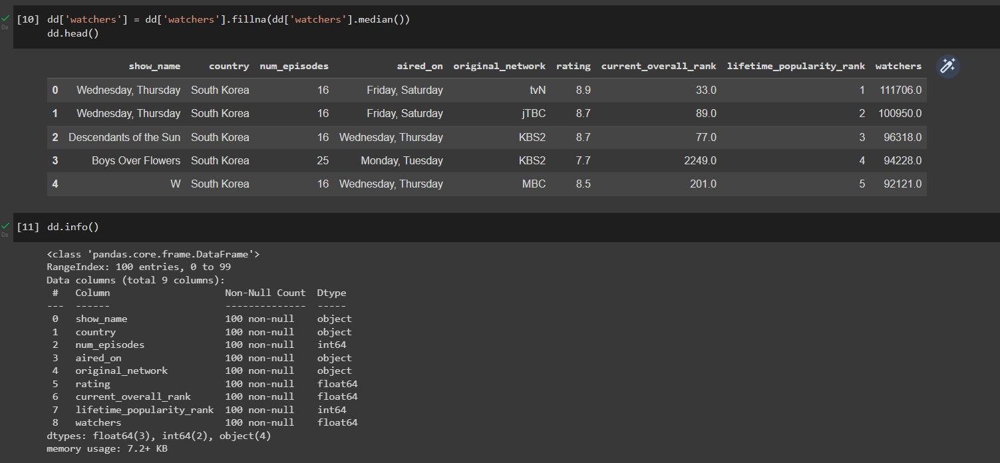 [10] dd['watchers'] = dd['watchers'].fillna(dd['watchers'].median())
dd.head()
0s
show_name country num_episodes aired_on original_network rating current_overall_rank lifetime_popularity_rank watchers
0 Wednesday, Thursday South Korea 16 Friday, Saturday tvN 8.9 33.0 1 111706.0
1 Wednesday, Thursday South Korea 16 Friday, Saturday jTBC 8.7 89.0 2 100950.0
2 Descendants of the Sun South Korea 16 Wednesday, Thursday KBS2 8.7 77.0 3 96318.0
3 Boys Over Flowers South Korea 25 Monday, Tuesday KBS2 7.7 2249.0 4 94228.0
4 W South Korea 16 Wednesday, Thursday MBC 8.5 201.0 5 92121.0
[11] dd.info()
0s
<class 'pandas.core.frame.DataFrame'>
RangeIndex: 100 entries, 0 to 99
Data columns (total 9 columns):
# Column Non-Null Count Dtype
--- ------ -------------- -----
0 show_name 100 non-null object
1 country 100 non-null object
2 num_episodes 100 non-null int64
3 aired_on 100 non-null object
4 original_network 100 non-null object
5 rating 100 non-null float64
6 current_overall_rank 100 non-null float64
7 lifetime_popularity_rank 100 non-null int64
8 watchers 100 non-null float64
dtypes: float64(3), int64(2), object(4)
memory usage: 7.2+ KB